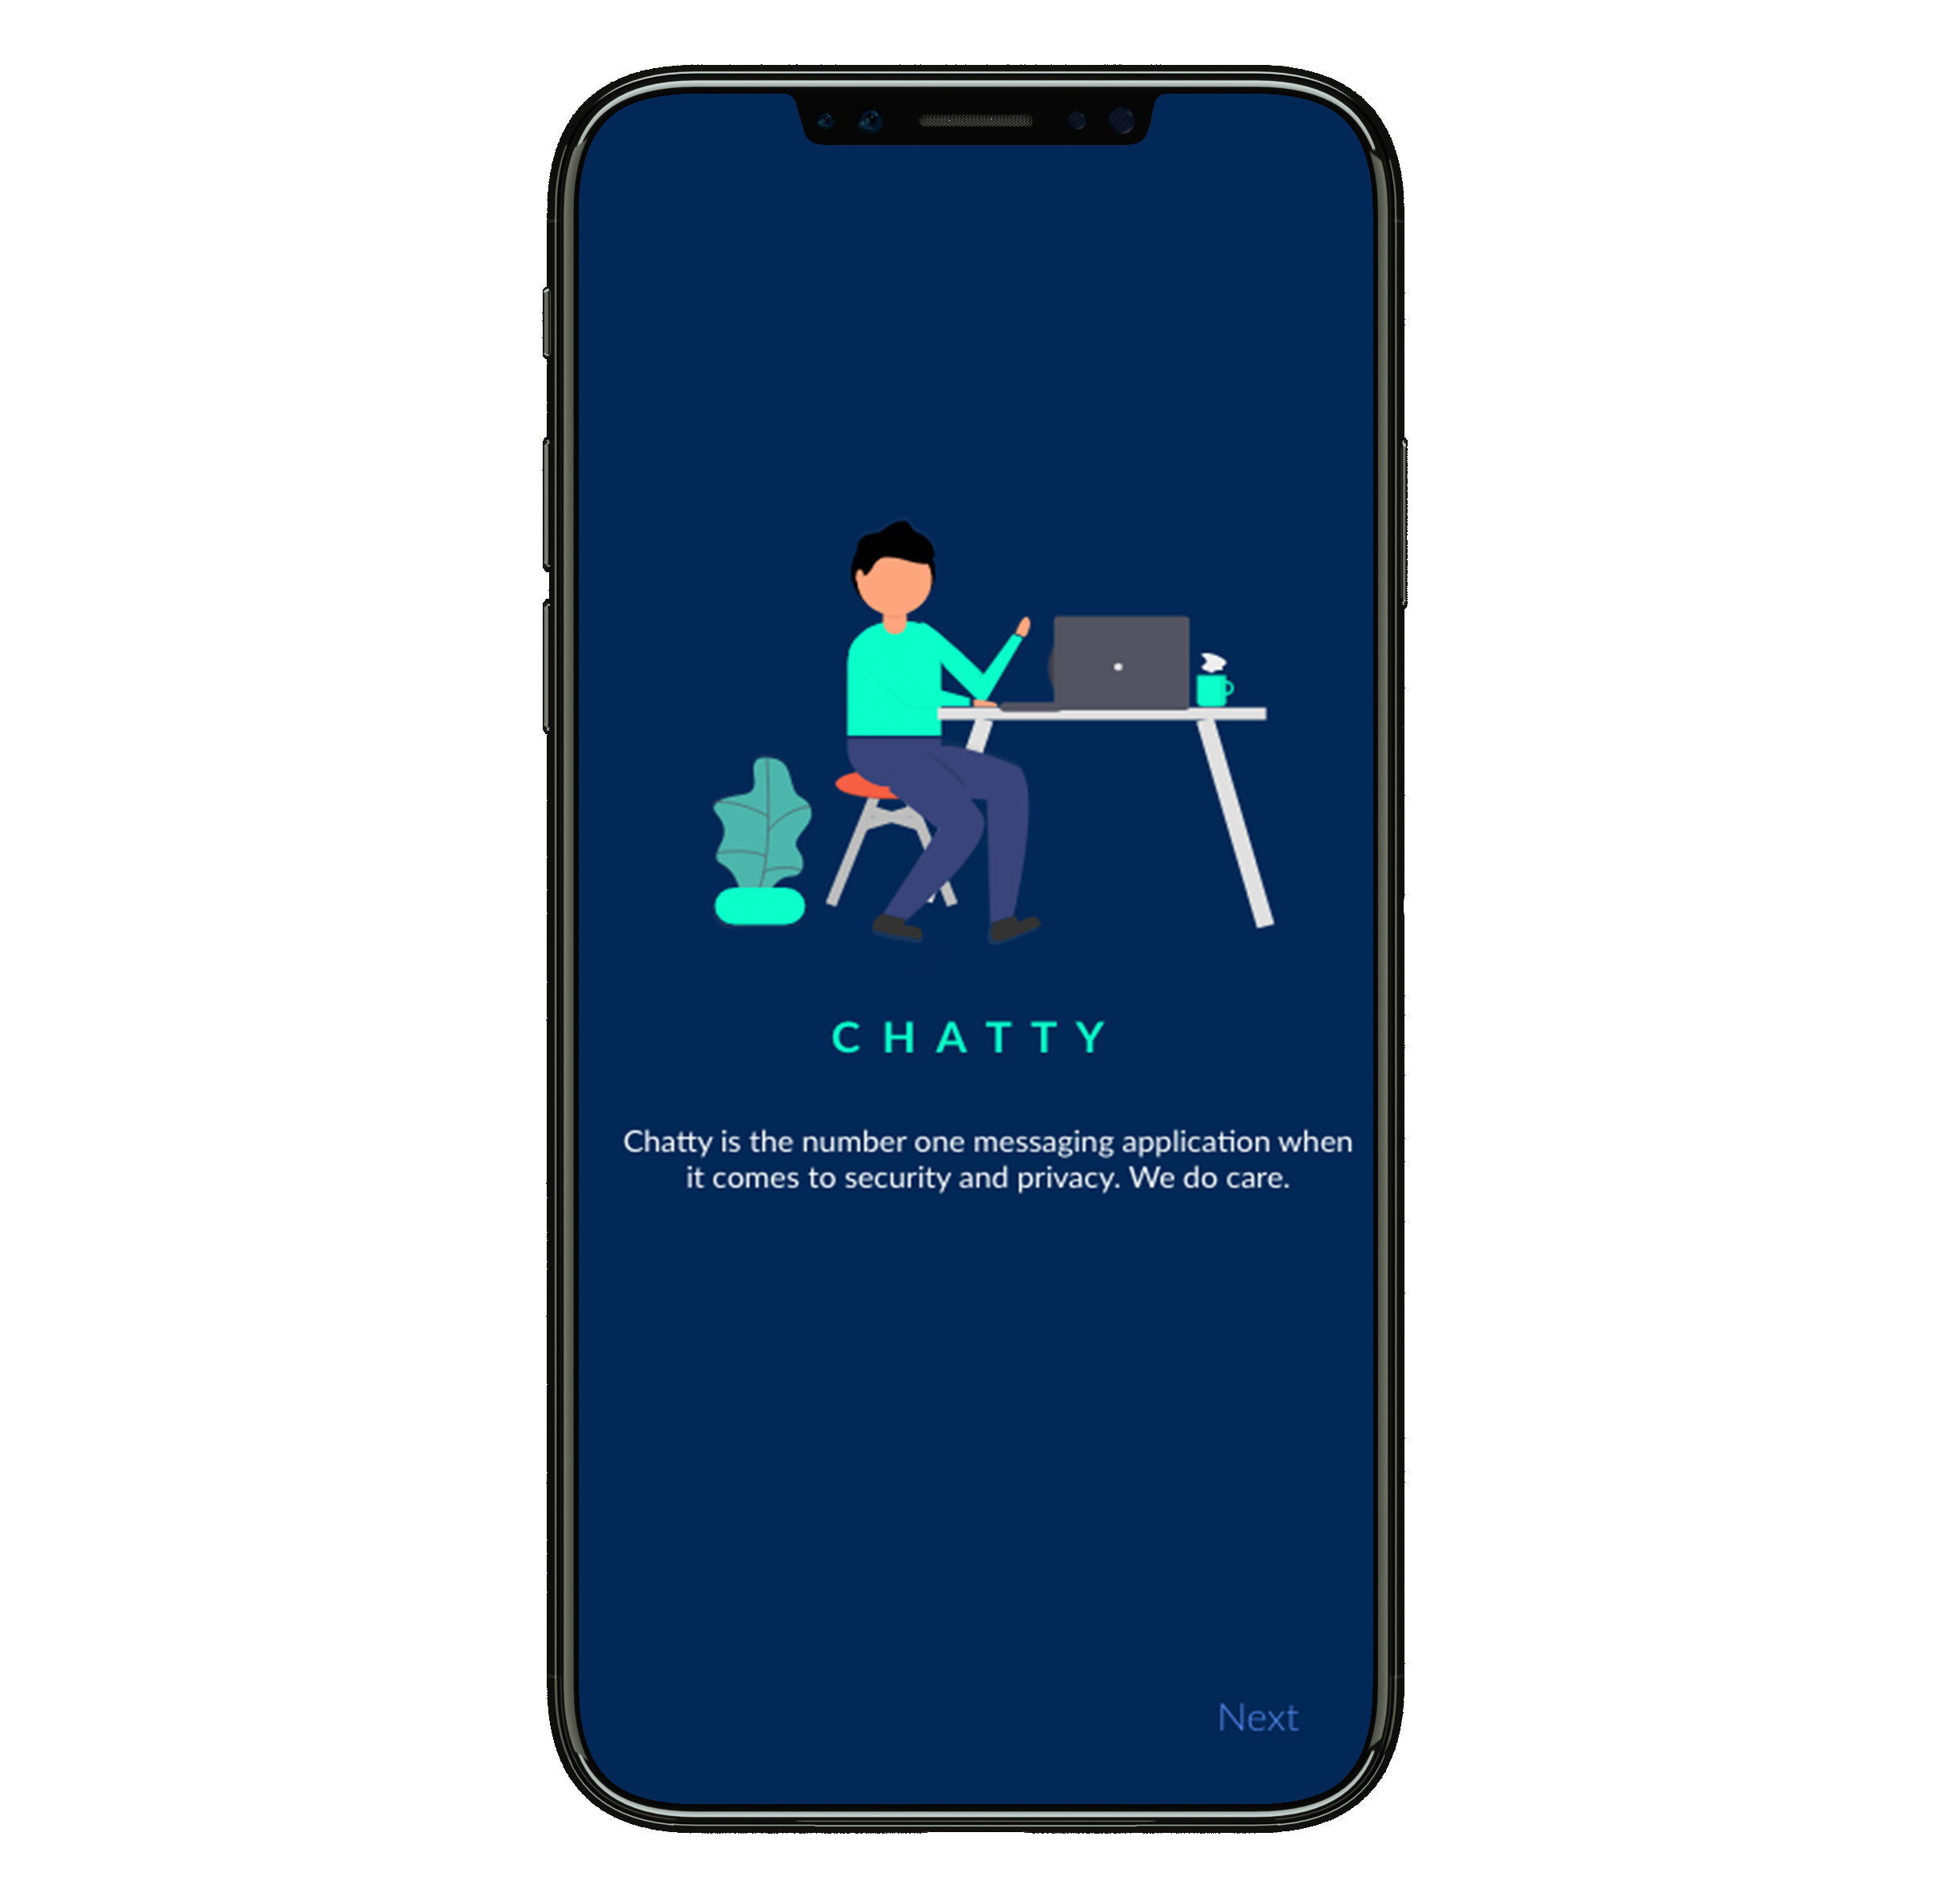 CHATTY
Chatty is the number one messaging application when
it comes to security and privacy. We do care.
Next